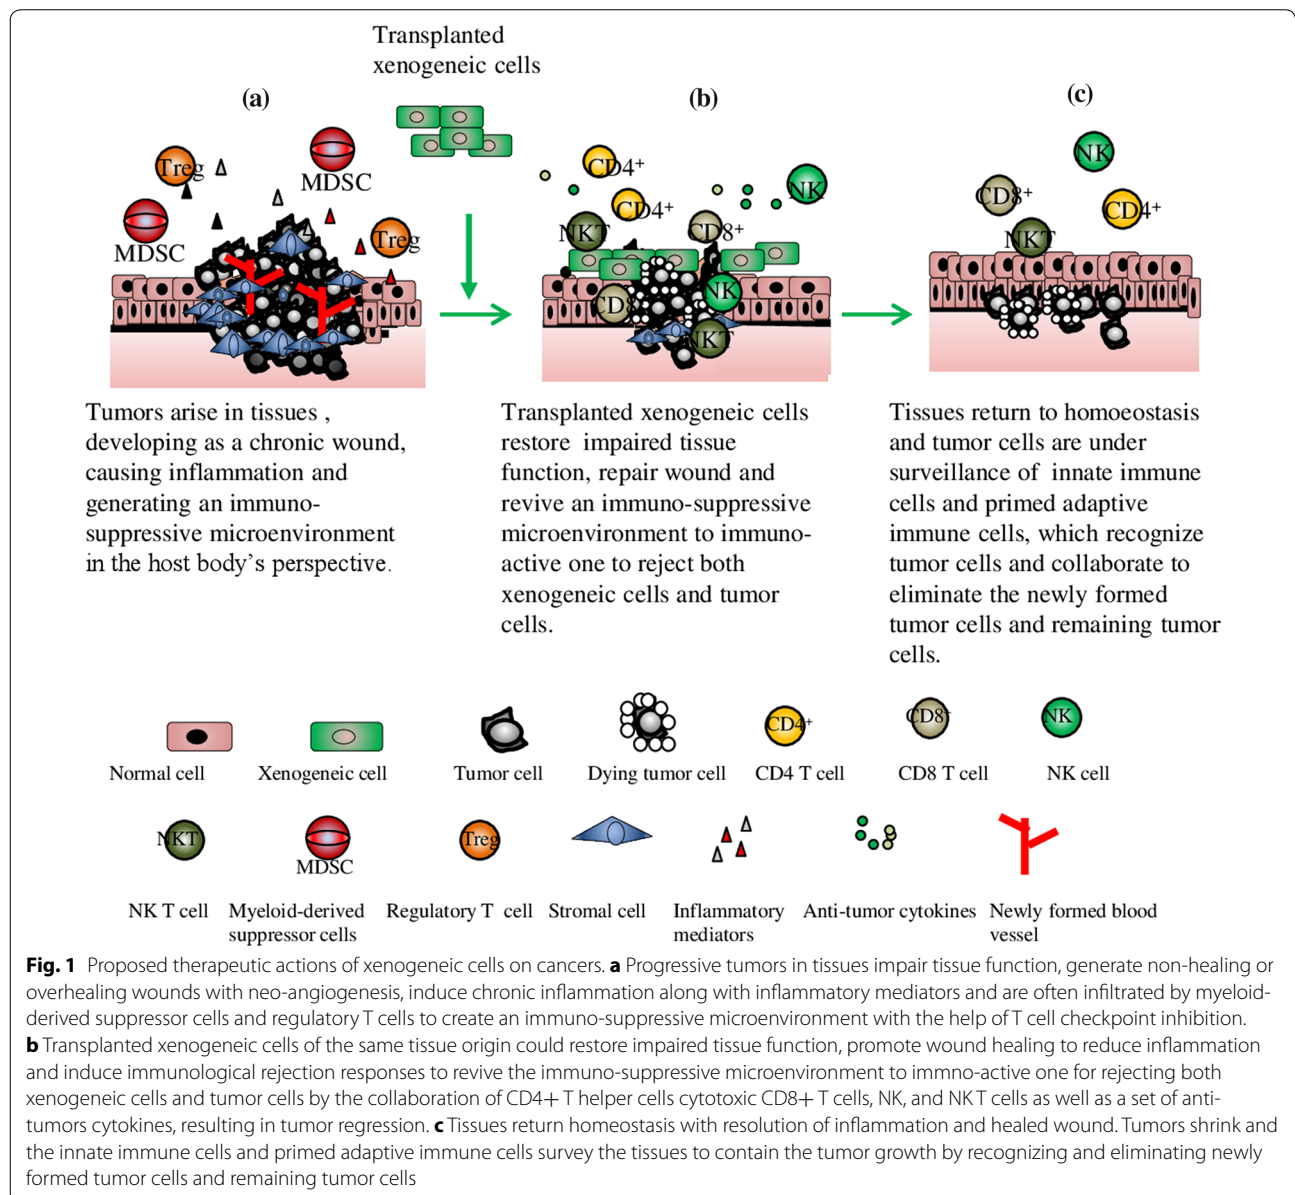 Transplanted
xenogeneic cells
(a)
(b)
(c)
Treg
MDSC
MDSC
Treg
CD4+
CD4+
NK
NKT
CD8+
CD8
NK
NKT
NK
CD8+
CD4+
NKT
Tumors arise in tissues ,
developing as a chronic wound,
causing inflammation and
generating an immuno-
suppressive microenvironment
in the host body's perspective.
Transplanted xenogeneic cells
restore impaired tissue
function, repair wound and
revive an immuno-suppressive
microenvironment to immuno-
active one to reject both
xenogeneic cells and tumor
cells.
Tissues return to homoeostasis
and tumor cells are under
surveillance of innate immune
cells and primed adaptive
immune cells, which recognize
tumor cells and collaborate to
eliminate the newly formed
tumor cells and remaining tumor
cells.
CD4+
CD8+
NK
Normal cell
Xenogeneic cell
Tumor cell
Dying tumor cell
CD4 T cell
CD8 T cell
NK cell
NKT
MDSC
Treg
NK T cell
Myeloid-derived
suppressor cells
Regulatory T cell
Stromal cell
Inflammatory
mediators
Anti-tumor cytokines
Newly formed blood
vessel
Fig. 1 Proposed therapeutic actions of xenogeneic cells on cancers. a Progressive tumors in tissues impair tissue function, generate non-healing or
overhealing wounds with neo-angiogenesis, induce chronic inflammation along with inflammatory mediators and are often infiltrated by myeloid-
derived suppressor cells and regulatory T cells to create an immuno-suppressive microenvironment with the help of T cell checkpoint inhibition.
b Transplanted xenogeneic cells of the same tissue origin could restore impaired tissue function, promote wound healing to reduce inflammation
and induce immunological rejection responses to revive the immuno-suppressive microenvironment to immno-active one for rejecting both
xenogeneic cells and tumor cells by the collaboration of CD4+ T helper cells cytotoxic CD8+ T cells, NK, and NKT cells as well as a set of anti-
tumors cytokines, resulting in tumor regression. c Tissues return homeostasis with resolution of inflammation and healed wound. Tumors shrink and
the innate immune cells and primed adaptive immune cells survey the tissues to contain the tumor growth by recognizing and eliminating newly
formed tumor cells and remaining tumor cells